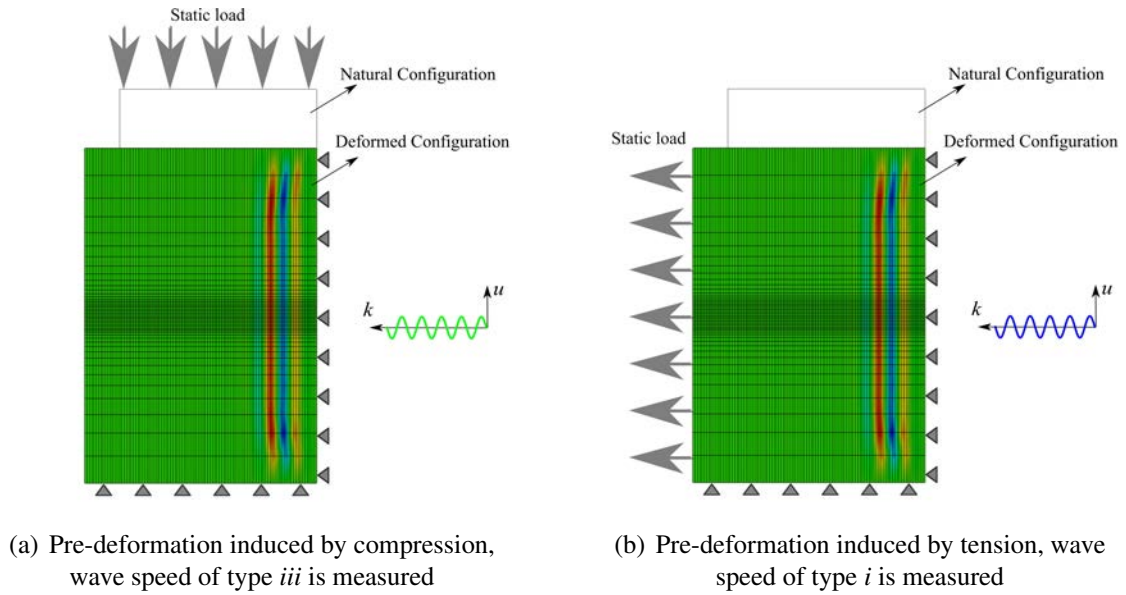 Static load
Natural Configuration
Deformed Configuration
k
u
Natural Configuration
Static load
Deformed Configuration
k
u
(a) Pre-deformation induced by compression,
wave speed of type iii is measured
(b) Pre-deformation induced by tension, wave
speed of type i is measured